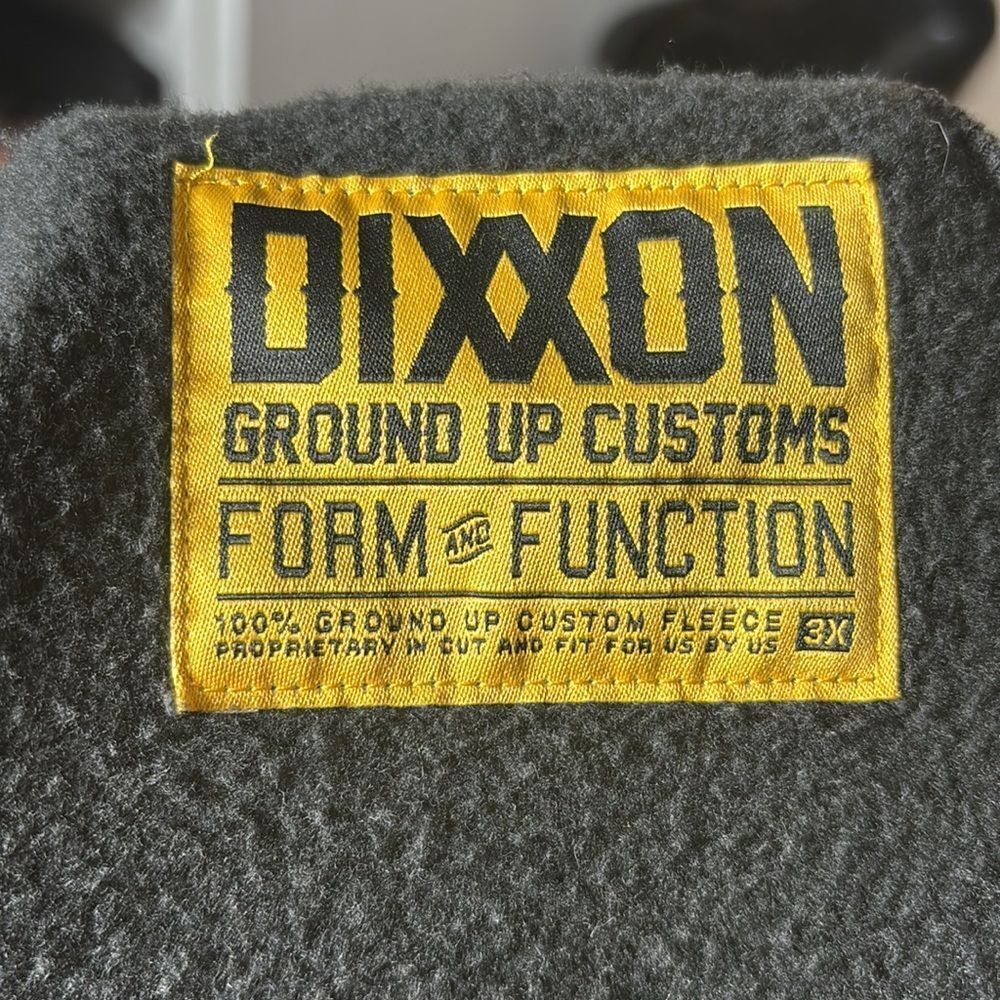 DIXXON
GROUND UP CUSTOMS
FORM AND FUNCTION
100% GROUND UP CUSTOM FLEECE
PROPRIETARY IN CUT AND FIT FOR US BY US 3X